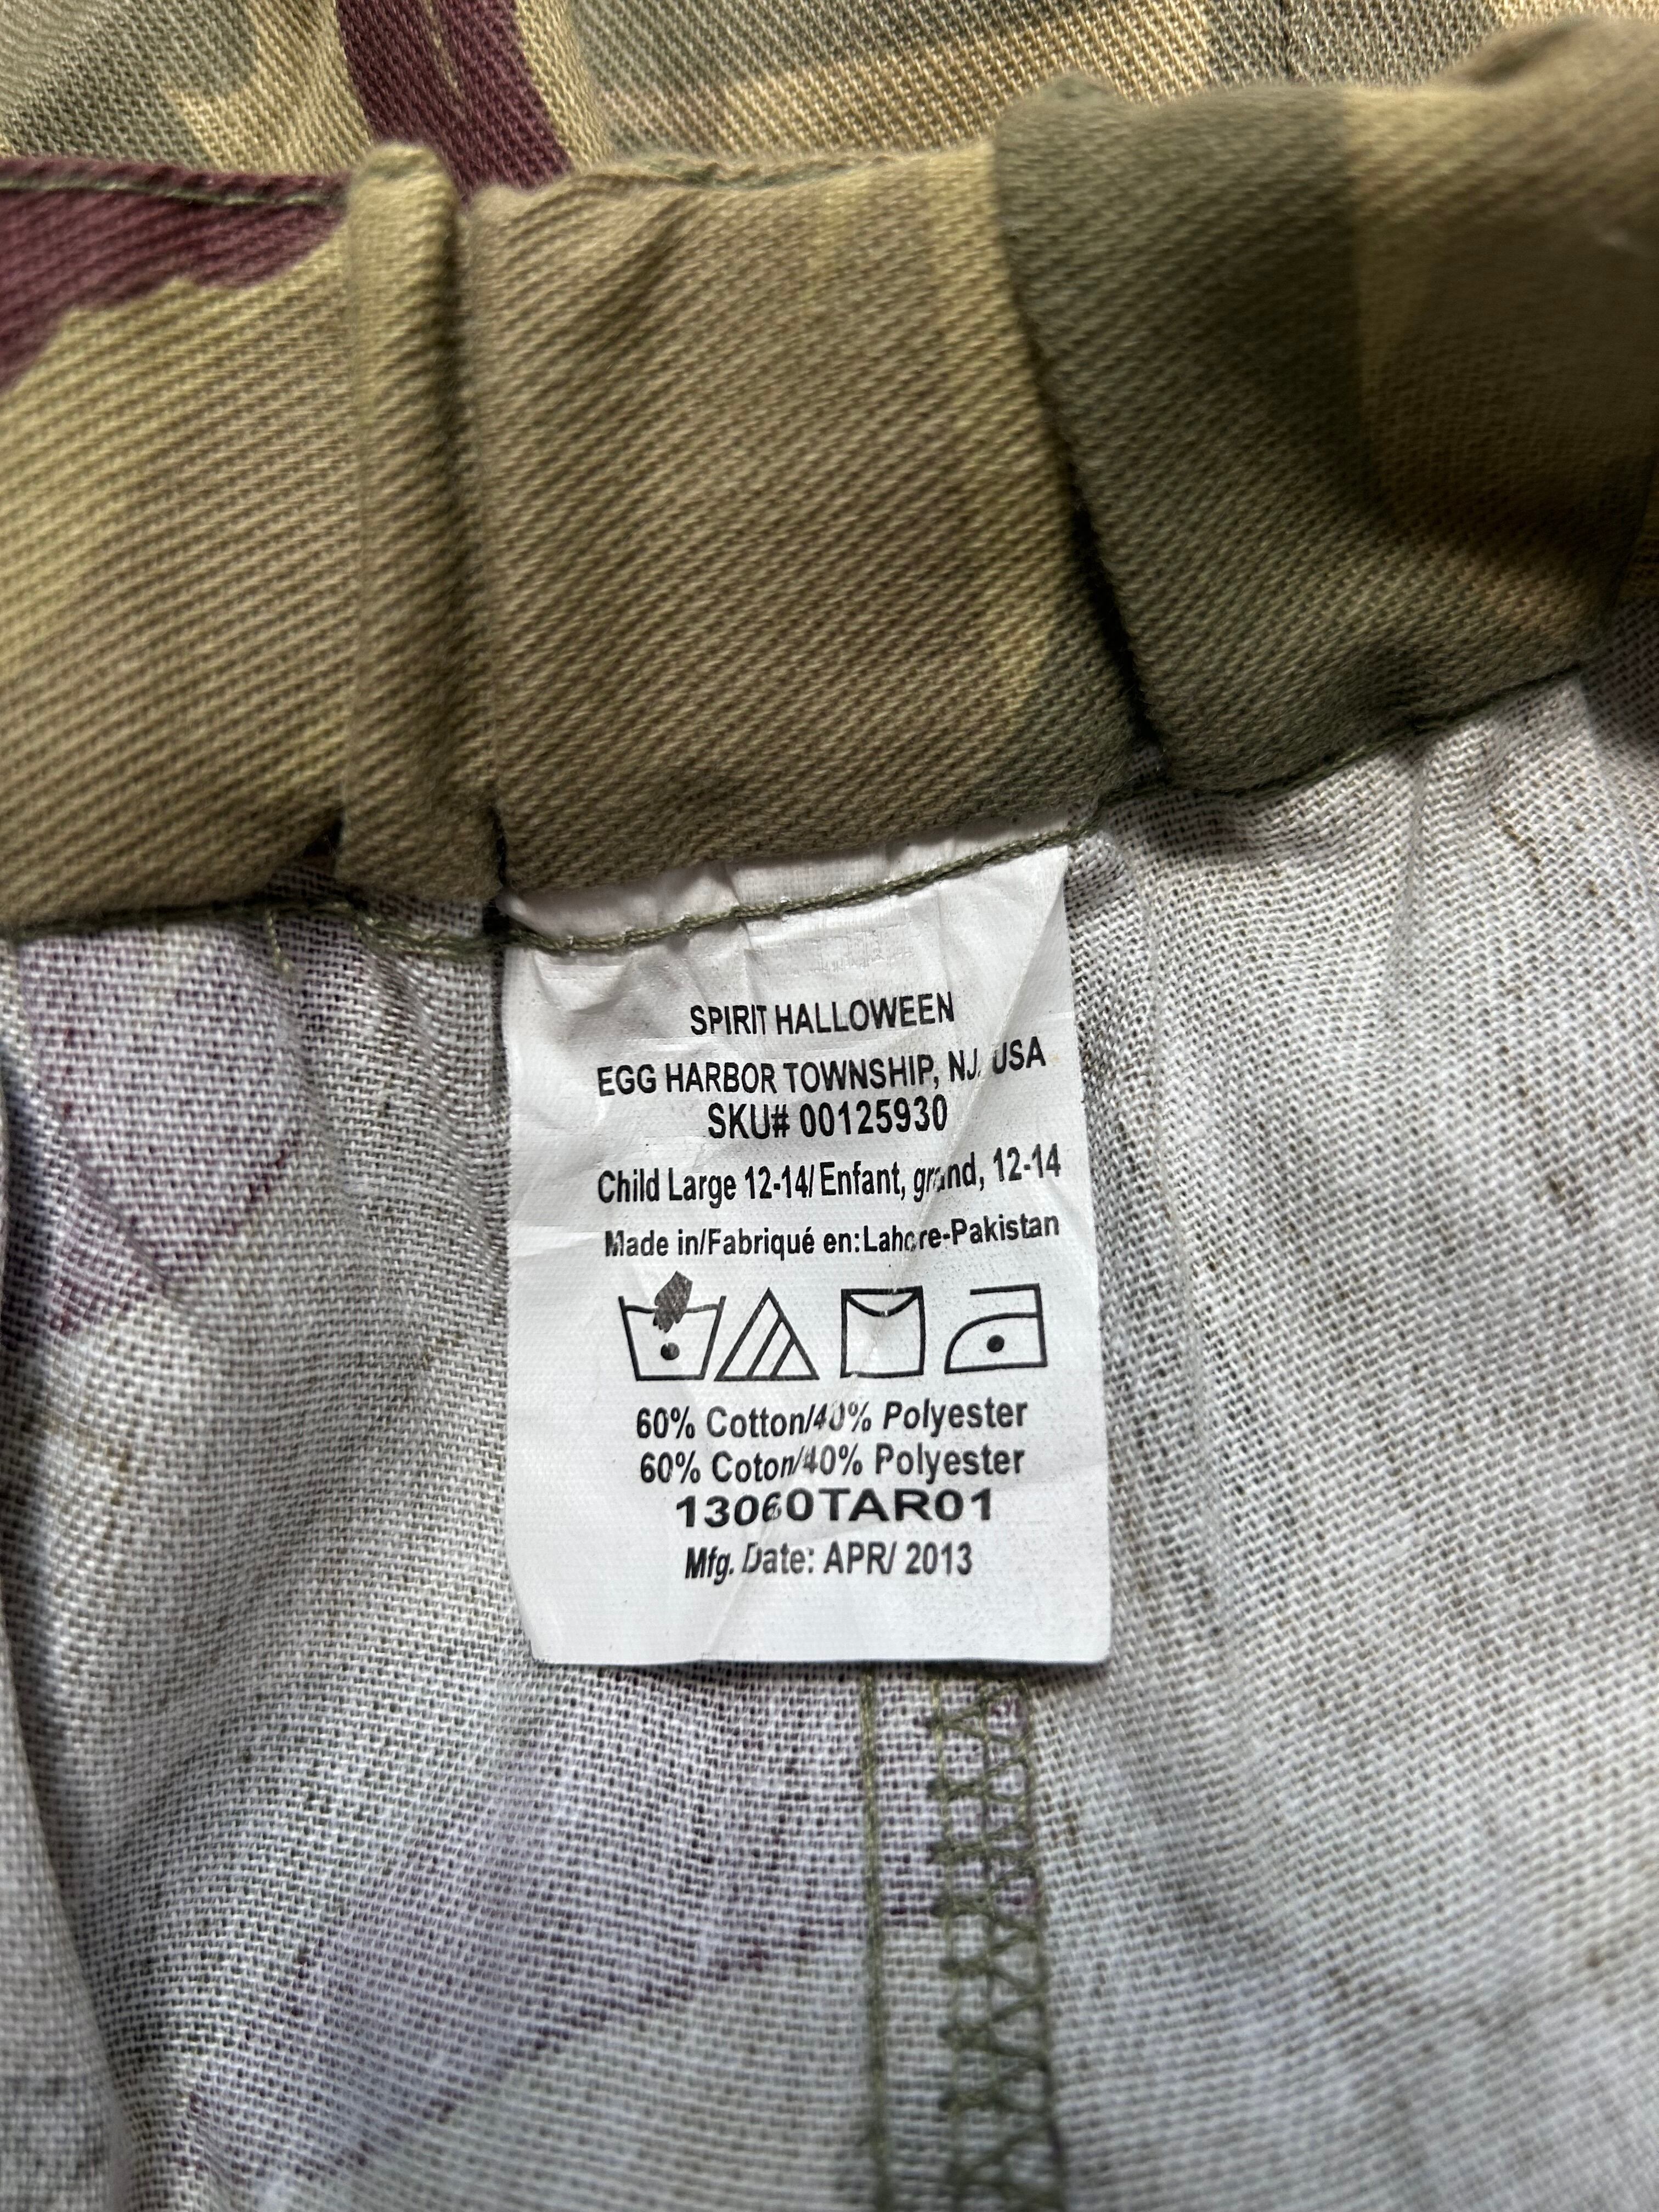 SPIRIT HALLOWEEN
EGG HARBOR TOWNSHIP, NJ, USA
SKU# 00125930
Child Large 12-14/ Enfant, grand, 12-14
Made in/Fabriqué en:Lahore-Pakistan
60% Cotton/40% Polyester
60% Coton/40% Polyester
13060TAR01
Mfg. Date: APR/ 2013